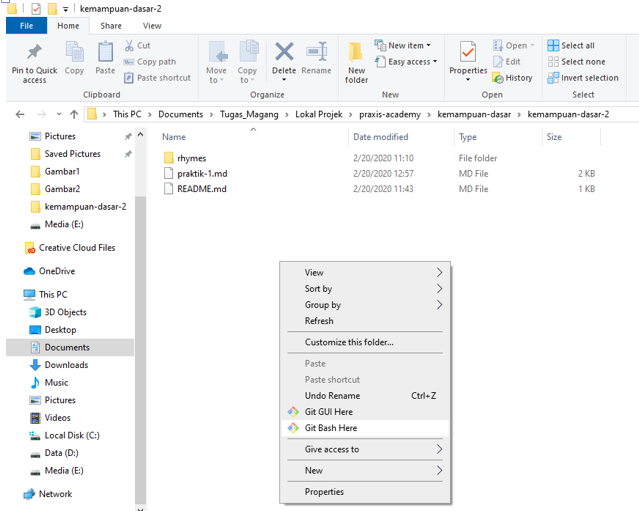 kemampuan-dasar-2
File
Home
Share
View
Pin to Quick access
Copy
Paste
Cut
Copy path
Paste shortcut
Clipboard
Move to
Copy to
Delete
Rename
Organize
New folder
New item
Easy access
New
Properties
Open
Edit
History
Open
Select all
Select none
Invert selection
Select
This PC > Documents > Tugas_Magang > Lokal Projek > praxis-academy > kemampuan-dasar > kemampuan-dasar-2
Pictures
Saved Pictures
Gambar1
Gambar2
kemampuan-dasar-2
Media (E:)
Creative Cloud Files
OneDrive
This PC
3D Objects
Desktop
Documents
Downloads
Music
Pictures
Videos
Local Disk (C:)
Data (D:)
Media (E:)
Network
Name Date modified Type Size
rhymes 2/20/2020 11:10 File folder
praktik-1.md 2/20/2020 12:57 MD File 2 KB
README.md 2/20/2020 11:43 MD File 1 KB
View
Sort by
Group by
Refresh
Customize this folder...
Paste
Paste shortcut
Undo Rename Ctrl+Z
Git GUI Here
Git Bash Here
Give access to
New
Properties